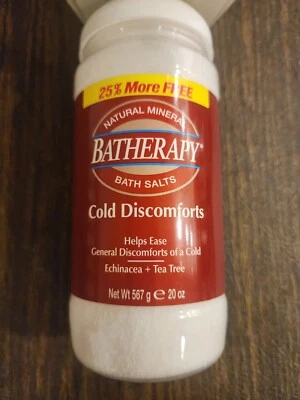 25% More FREE
NATURAL MINERAL
BATHERAPY
BATH SALTS
Cold Discomforts
Helps Ease
General Discomforts of a Cold
Echinacea + Tea Tree
Net Wt 567 g ℮ 20 oz